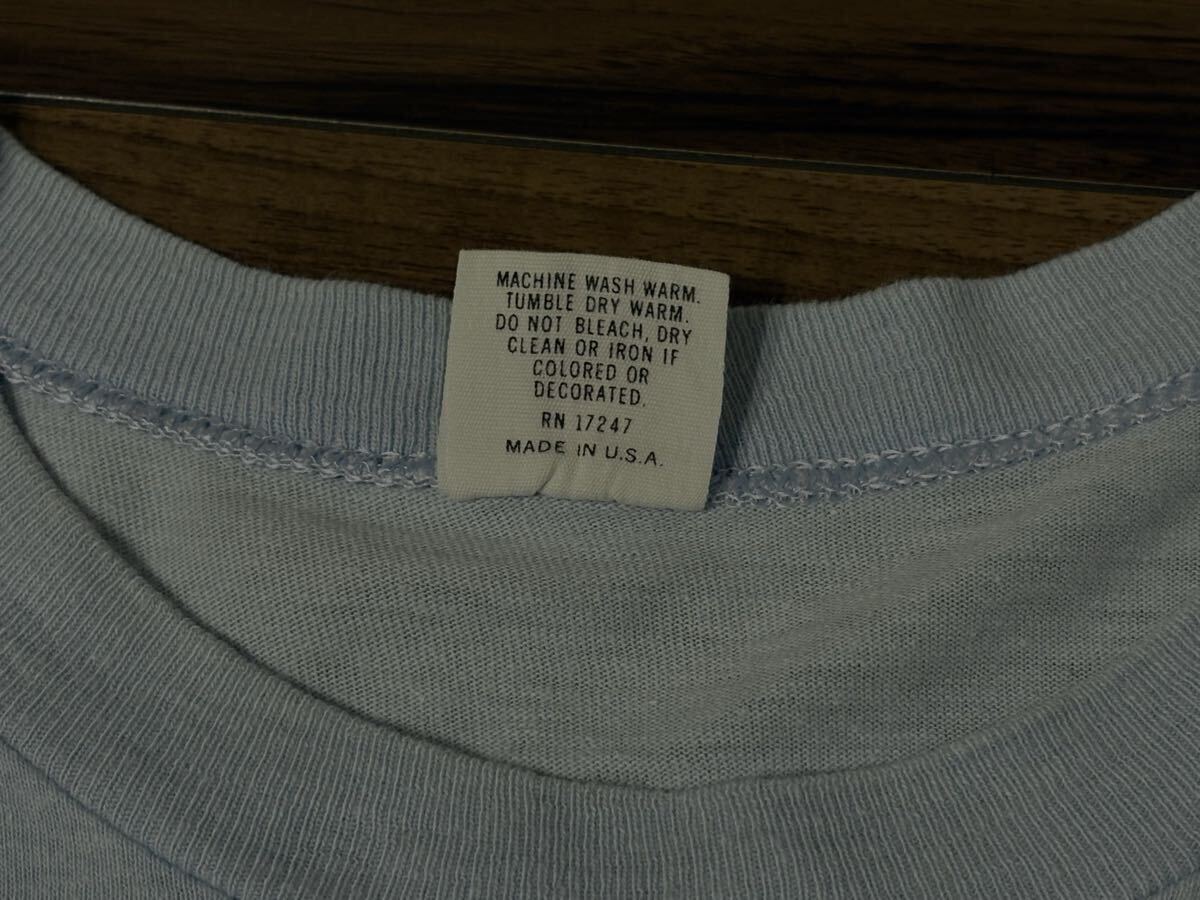 MACHINE WASH WARM.
TUMBLE DRY WARM.
DO NOT BLEACH, DRY
CLEAN OR IRON IF
COLORED OR
DECORATED.
RN 17247
MADE IN U.S.A.